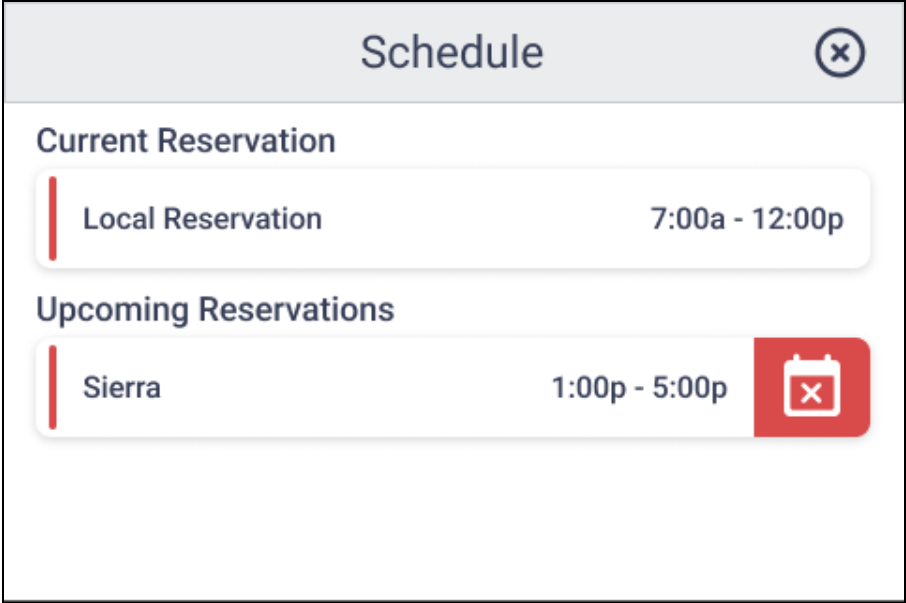 Schedule
Current Reservation
Local Reservation 7:00a - 12:00p
Upcoming Reservations
Sierra 1:00p - 5:00p